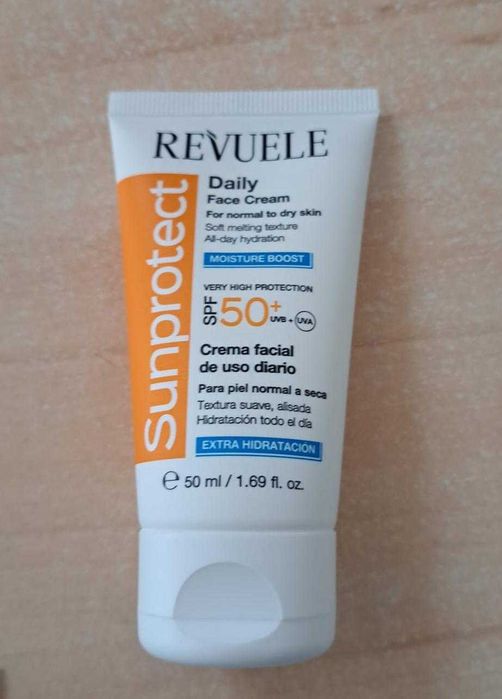 REVUELE
Sunprotect
Daily
Face Cream
For normal to dry skin
Soft melting texture
All-day hydration
MOISTURE BOOST
VERY HIGH PROTECTION
SPF 50+ UVB + UVA
Crema facial
de uso diario
Para piel normal a seca
Textura suave, alisada
Hidratación todo el día
EXTRA HIDRATACIÓN
℮ 50 ml / 1.69 fl. oz.